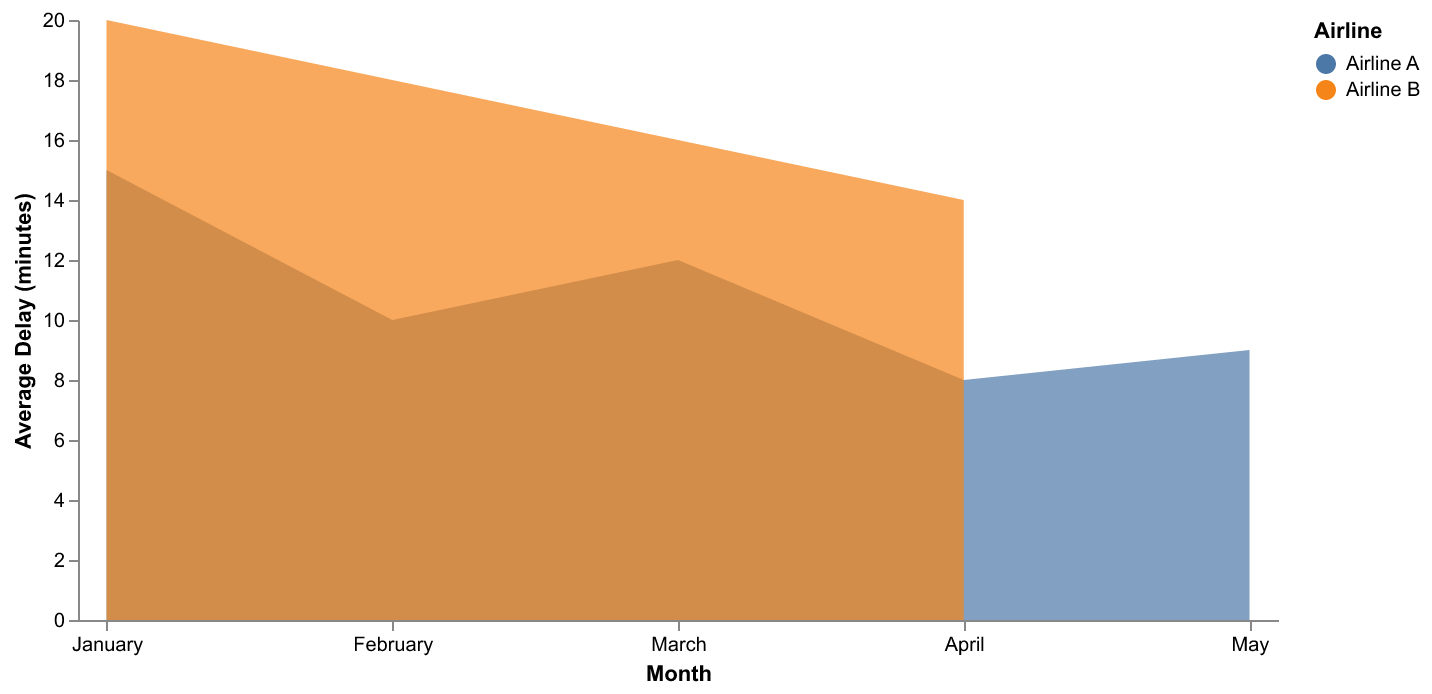 20
18
16
14
12
10
8
6
4
2
0
Average Delay (minutes)
January
February
March
April
May
Month
Airline
Airline A
Airline B